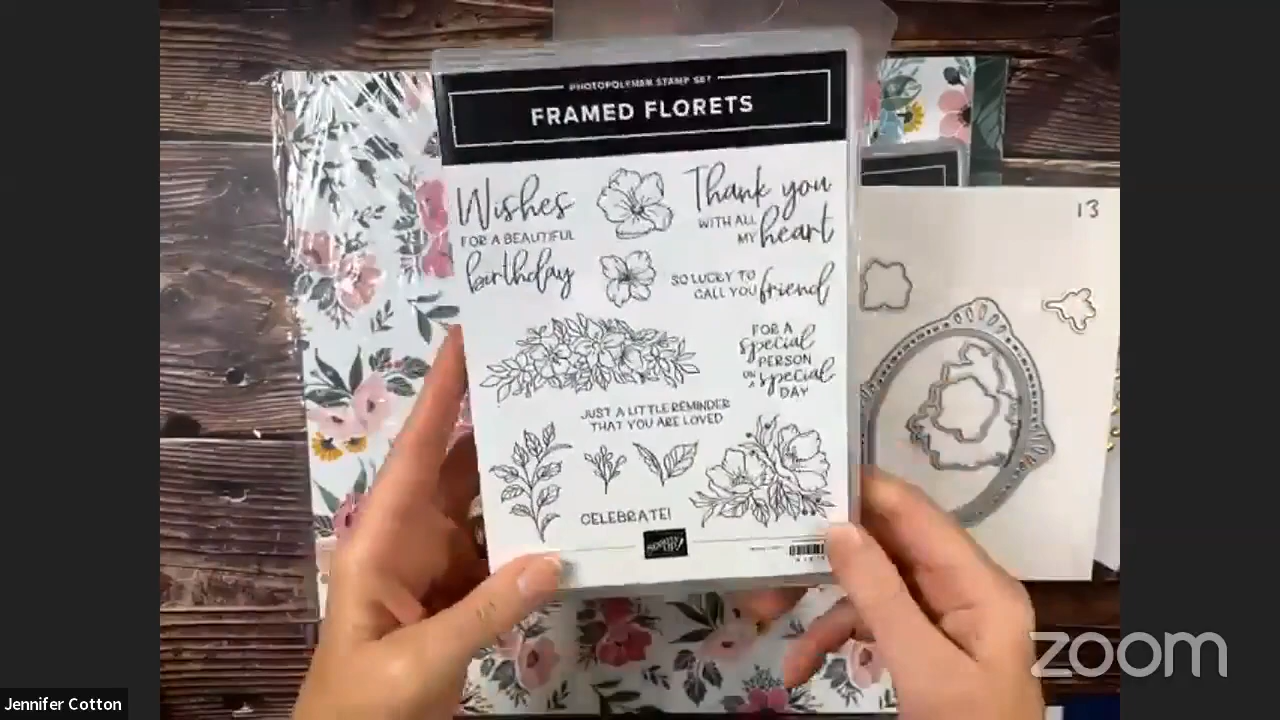 PHOTOPOLYMER STAMP SET
FRAMED FLORETS
Wishes
FOR A BEAUTIFUL
birthday
Thank you
WITH ALL
MY heart
SO LUCKY TO
CALL YOU friend
FOR A
special
PERSON
ON A special
DAY
JUST A LITTLE REMINDER
THAT YOU ARE LOVED
CELEBRATE!
STAMPIN' UP!
13
zoom
Jennifer Cotton